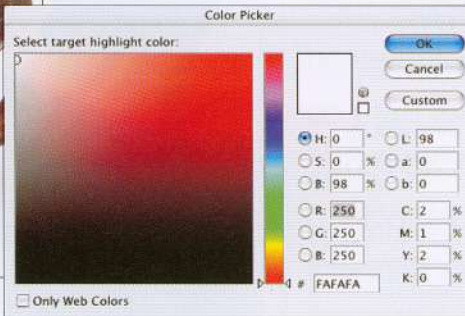 Color Picker
Select target highlight color:
OK
Cancel
Custom
H: 0 °
S: 0 %
B: 98 %
R: 250
G: 250
B: 250
# FAFAFA
L: 98
a: 0
b: 0
C: 2 %
M: 1 %
Y: 2 %
K: 0 %
Only Web Colors